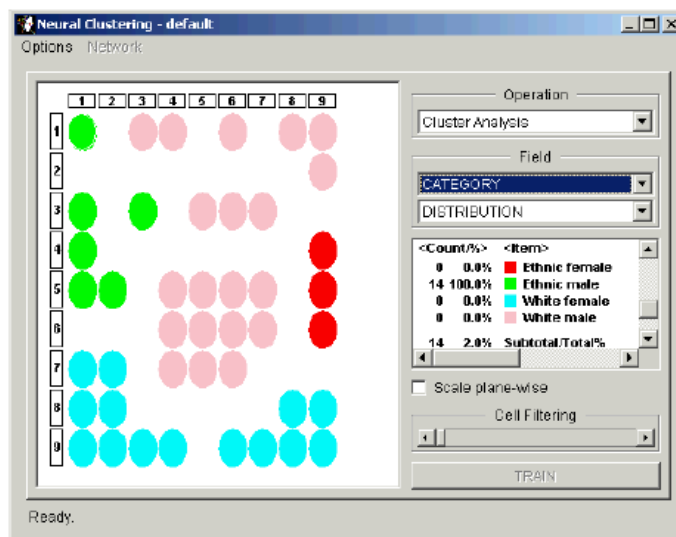 Neural Clustering - default
Options Network
1 2 3 4 5 6 7 8 9
1
2
3
4
5
6
7
8
9
Operation
Cluster Analysis
Field
CATEGORY
DISTRIBUTION
<Count/%> <Item>
0 0.0% Ethnic female
14 100.0% Ethnic male
0 0.0% White female
0 0.0% White male
14 2.0% Subtotal/Total%
Scale plane-wise
Cell Filtering
TRAIN
Ready.